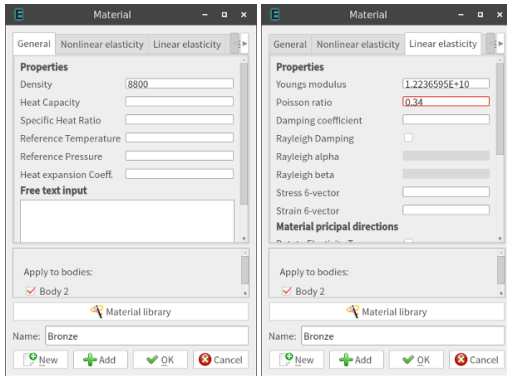 Material
General Nonlinear elasticity Linear elasticity
Properties
Density 8800
Heat Capacity
Specific Heat Ratio
Reference Temperature
Reference Pressure
Heat expansion Coeff.
Free text input
Apply to bodies:
Body 2
Material library
Name: Bronze
New Add OK Cancel
Material
General Nonlinear elasticity Linear elasticity
Properties
Youngs modulus 1.2236595E+10
Poisson ratio 0.34
Damping coefficient
Rayleigh Damping
Rayleigh alpha
Rayleigh beta
Stress 6-vector
Strain 6-vector
Material pricipal directions
Apply to bodies:
Body 2
Material library
Name: Bronze
New Add OK Cancel